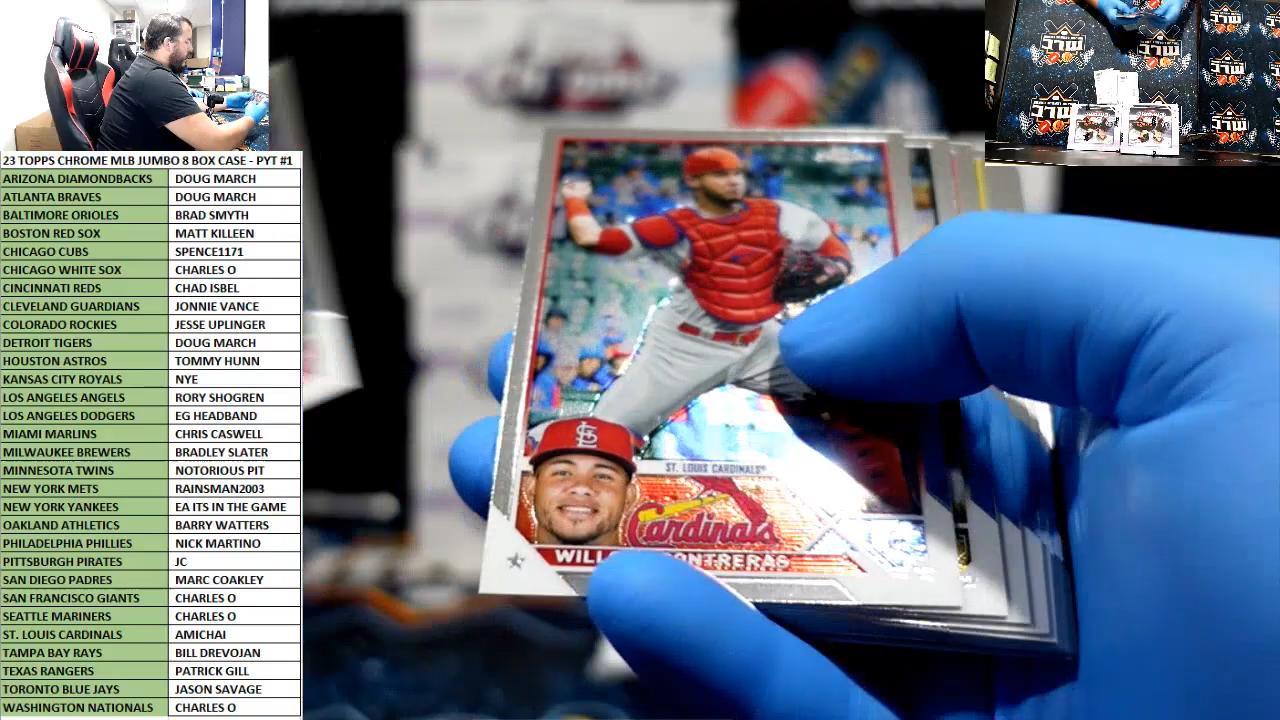 23 TOPPS CHROME MLB JUMBO 8 BOX CASE - PYT #1
ARIZONA DIAMONDBACKS DOUG MARCH
ATLANTA BRAVES DOUG MARCH
BALTIMORE ORIOLES BRAD SMYTH
BOSTON RED SOX MATT KILLEEN
CHICAGO CUBS SPENCE1171
CHICAGO WHITE SOX CHARLES O
CINCINNATI REDS CHAD ISBEL
CLEVELAND GUARDIANS JONNIE VANCE
COLORADO ROCKIES JESSE UPLINGER
DETROIT TIGERS DOUG MARCH
HOUSTON ASTROS TOMMY HUNN
KANSAS CITY ROYALS NYE
LOS ANGELES ANGELS RORY SHOGREN
LOS ANGELES DODGERS EG HEADBAND
MIAMI MARLINS CHRIS CASWELL
MILWAUKEE BREWERS BRADLEY SLATER
MINNESOTA TWINS NOTORIOUS PIT
NEW YORK METS RAINSMAN2003
NEW YORK YANKEES EA ITS IN THE GAME
OAKLAND ATHLETICS BARRY WATTERS
PHILADELPHIA PHILLIES NICK MARTINO
PITTSBURGH PIRATES JC
SAN DIEGO PADRES MARC COAKLEY
SAN FRANCISCO GIANTS CHARLES O
SEATTLE MARINERS CHARLES O
ST. LOUIS CARDINALS AMICHAI
TAMPA BAY RAYS BILL DREVOJAN
TEXAS RANGERS PATRICK GILL
TORONTO BLUE JAYS JASON SAVAGE
WASHINGTON NATIONALS CHARLES O
ST. LOUIS CARDINALS
Cardinals